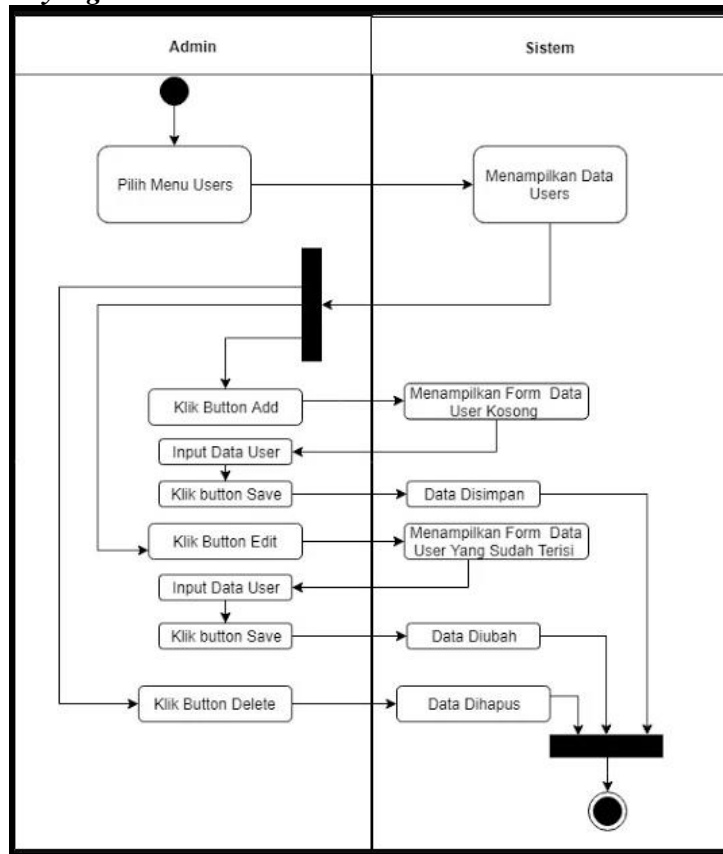 Admin
Sistem
Pilih Menu Users
Menampilkan Data
Users
Klik Button Add
Menampilkan Form Data
User Kosong
Input Data User
Klik button Save
Data Disimpan
Klik Button Edit
Menampilkan Form Data
User Yang Sudah Terisi
Input Data User
Klik button Save
Data Diubah
Klik Button Delete
Data Dihapus